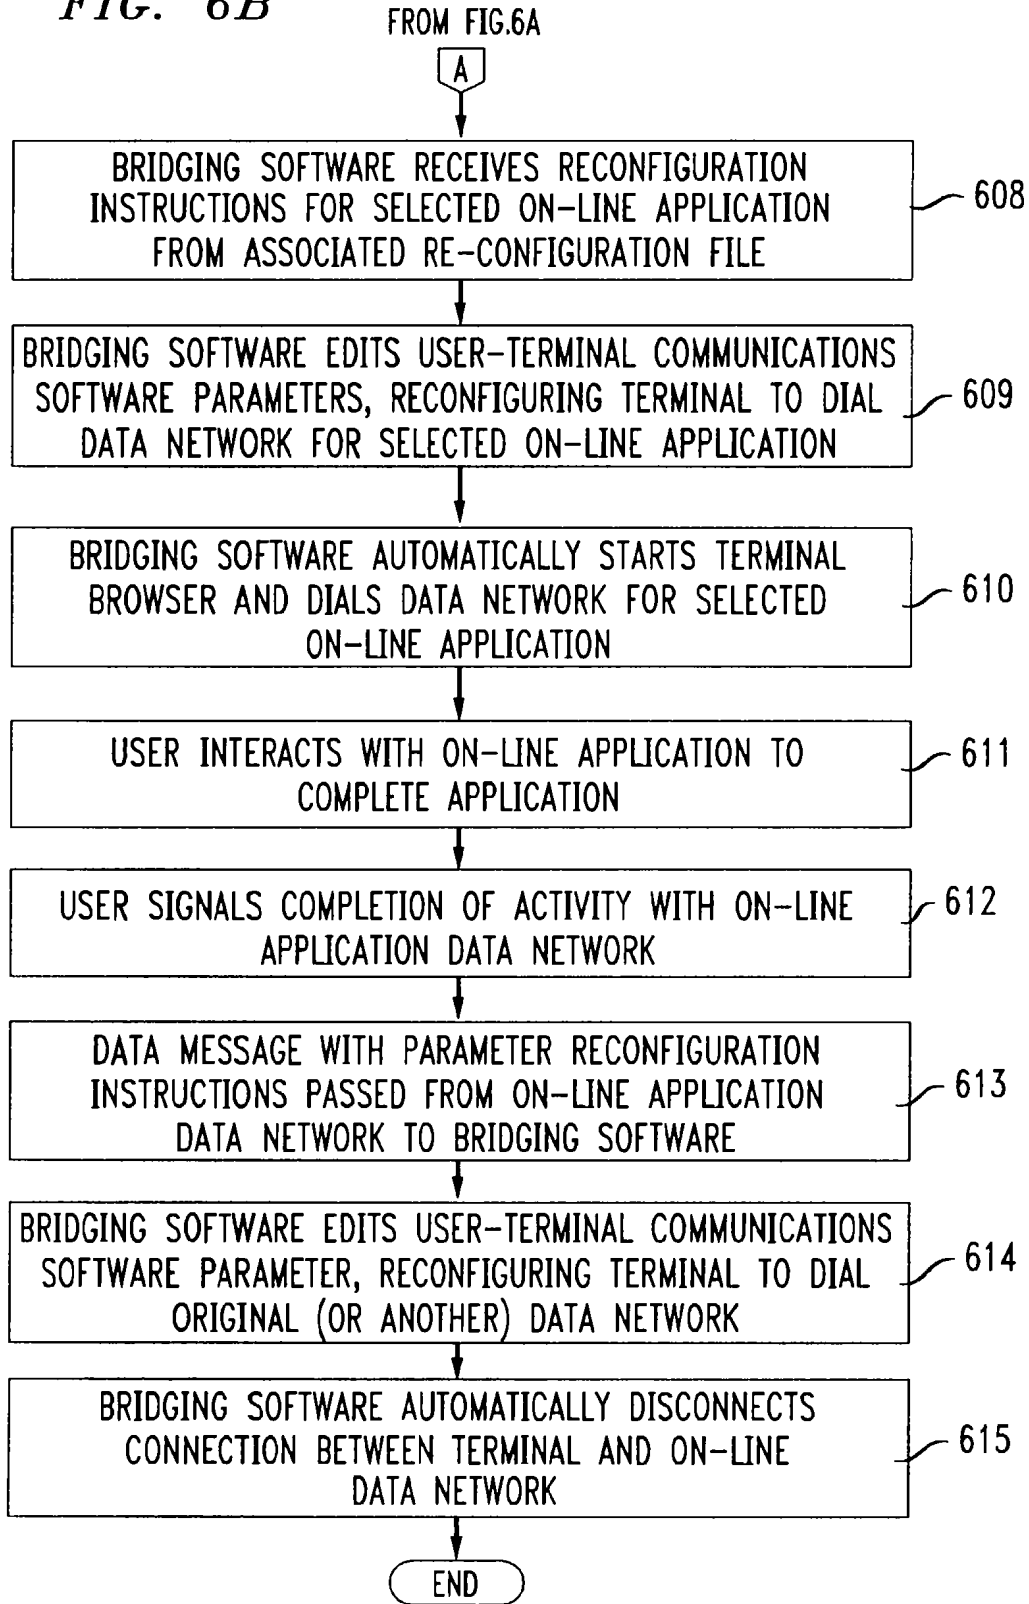 FIG. 6B
FROM FIG.6A
A
BRIDGING SOFTWARE RECEIVES RECONFIGURATION
INSTRUCTIONS FOR SELECTED ON-LINE APPLICATION
FROM ASSOCIATED RE-CONFIGURATION FILE
608
BRIDGING SOFTWARE EDITS USER-TERMINAL COMMUNICATIONS
SOFTWARE PARAMETERS, RECONFIGURING TERMINAL TO DIAL
DATA NETWORK FOR SELECTED ON-LINE APPLICATION
609
BRIDGING SOFTWARE AUTOMATICALLY STARTS TERMINAL
BROWSER AND DIALS DATA NETWORK FOR SELECTED
ON-LINE APPLICATION
610
USER INTERACTS WITH ON-LINE APPLICATION TO
COMPLETE APPLICATION
611
USER SIGNALS COMPLETION OF ACTIVITY WITH ON-LINE
APPLICATION DATA NETWORK
612
DATA MESSAGE WITH PARAMETER RECONFIGURATION
INSTRUCTIONS PASSED FROM ON-LINE APPLICATION
DATA NETWORK TO BRIDGING SOFTWARE
613
BRIDGING SOFTWARE EDITS USER-TERMINAL COMMUNICATIONS
SOFTWARE PARAMETER, RECONFIGURING TERMINAL TO DIAL
ORIGINAL (OR ANOTHER) DATA NETWORK
614
BRIDGING SOFTWARE AUTOMATICALLY DISCONNECTS
CONNECTION BETWEEN TERMINAL AND ON-LINE
DATA NETWORK
615
END